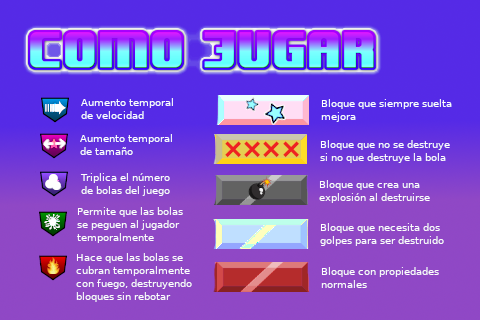 COMO JUGAR
Aumento temporal
de velocidad
Aumento temporal
de tamaño
Triplica el número
de bolas del juego
Permite que las bolas
se peguen al jugador
temporalmente
Hace que las bolas se
cubran temporalmente
con fuego, destruyendo
bloques sin rebotar
Bloque que siempre suelta
mejora
Bloque que no se destruye
si no que destruye la bola
Bloque que crea una
explosión al destruirse
Bloque que necesita dos
golpes para ser destruido
Bloque con propiedades
normales